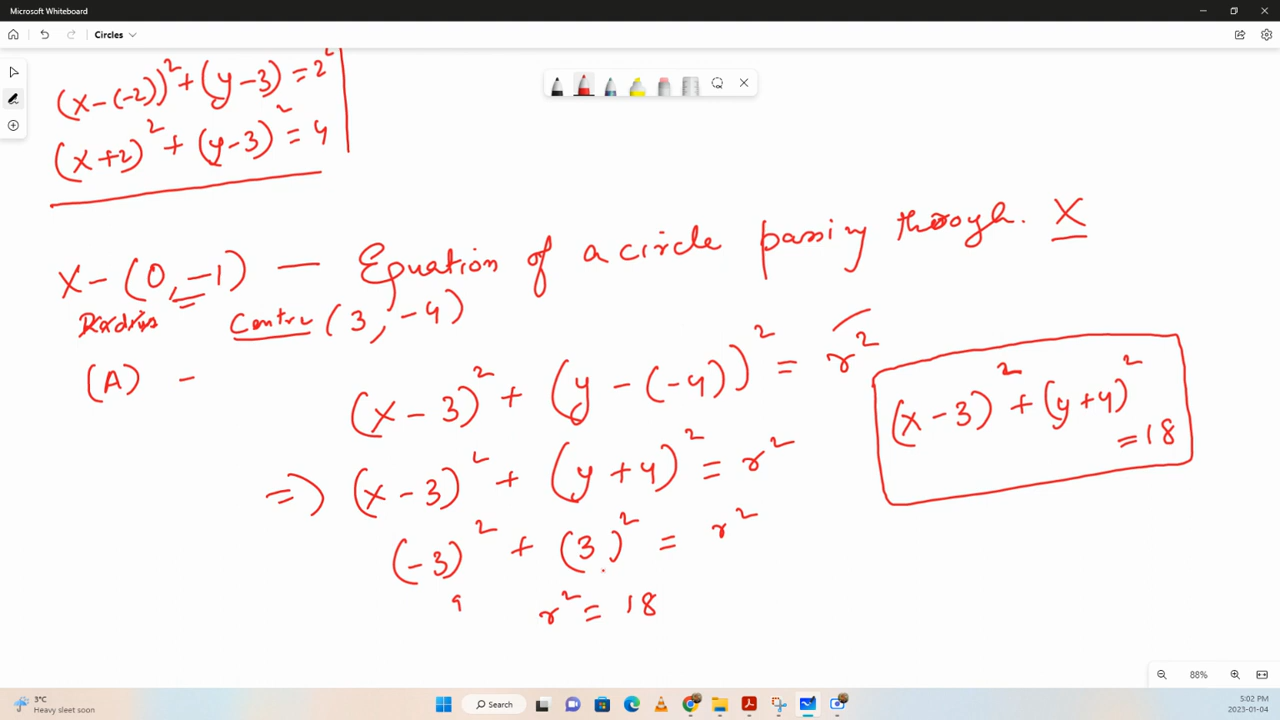 Microsoft Whiteboard
Circles
(x-(-2))² + (y-3) = 2²
(x+2)² + (y-3)² = 4
X - (0, -1) — Equation of a circle passing through. X
Radius Centre (3, -4)
(A) -
(x-3)² + (y-(-4))² = r²
=> (x-3)² + (y+4)² = r²
(-3)² + (3.)² = r²
9
r² = 18
(x-3)² + (y+4)²
=18
88%
3°C
Heavy sleet soon
Search
5:02 PM
2023-01-04